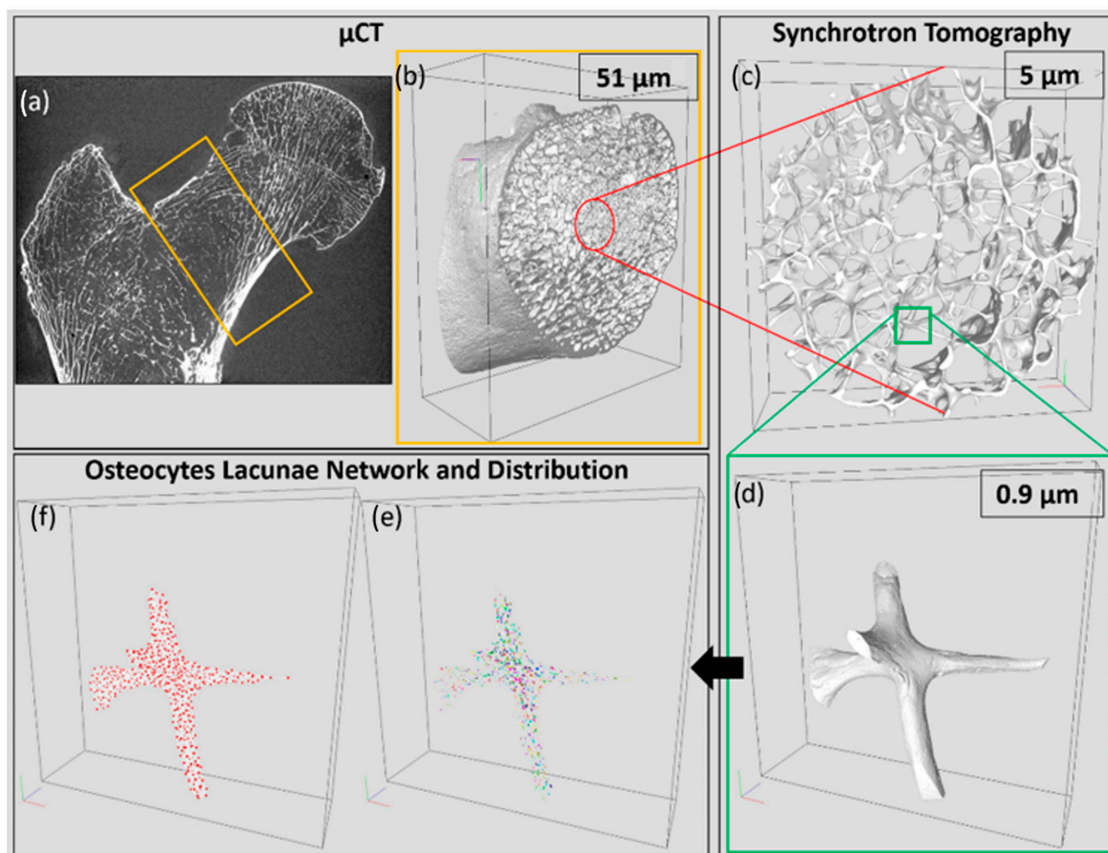 µCT
(a)
(b)
51 µm
Synchrotron Tomography
(c)
5 µm
Osteocytes Lacunae Network and Distribution
(f)
(e)
(d)
0.9 µm